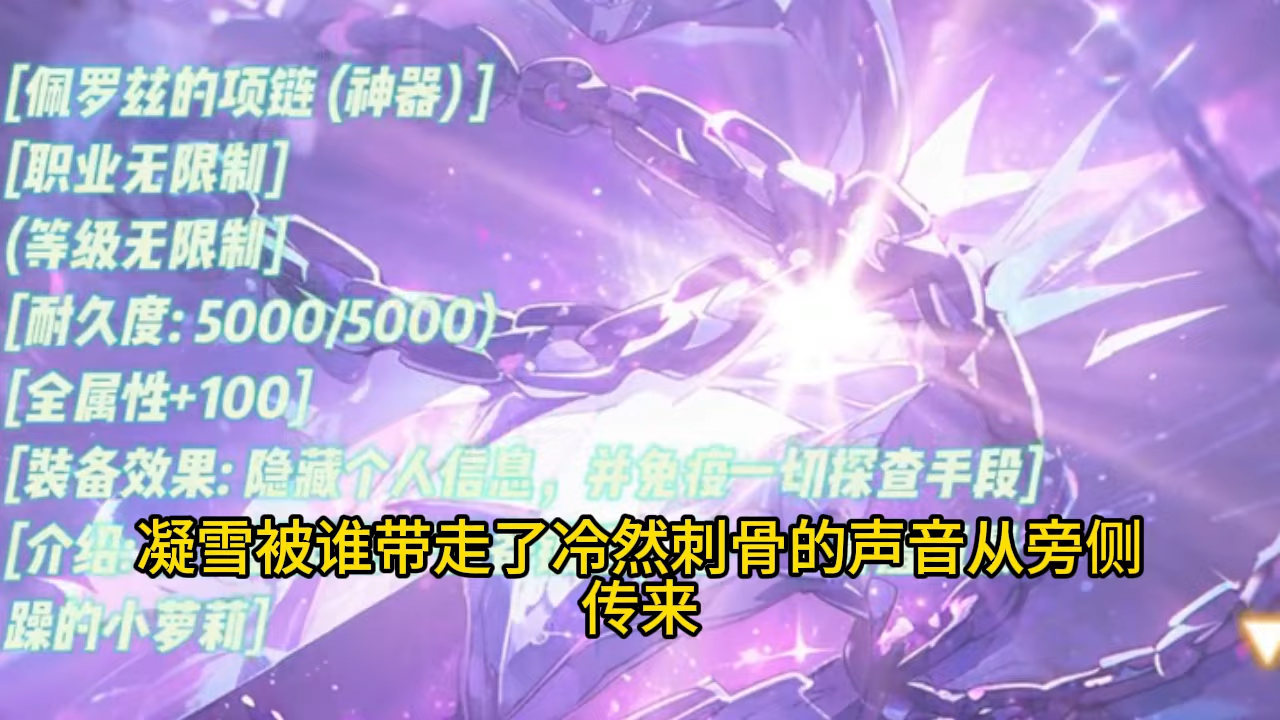 [佩罗兹的项链(神器)]
[职业无限制]
(等级无限制]
[耐久度: 5000/5000)
[全属性+100]
[装备效果: 隐藏个人信息，并免疫一切探查手段]
[介绍:
凝雪被谁带走了冷然刺骨的声音从旁侧
传来
躁的小萝莉]